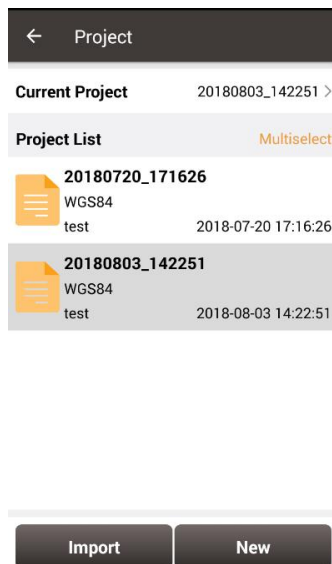 Project
Current Project 20180803_142251 >
Project List Multiselect
20180720_171626
WGS84
test 2018-07-20 17:16:26
20180803_142251
WGS84
test 2018-08-03 14:22:51
Import New